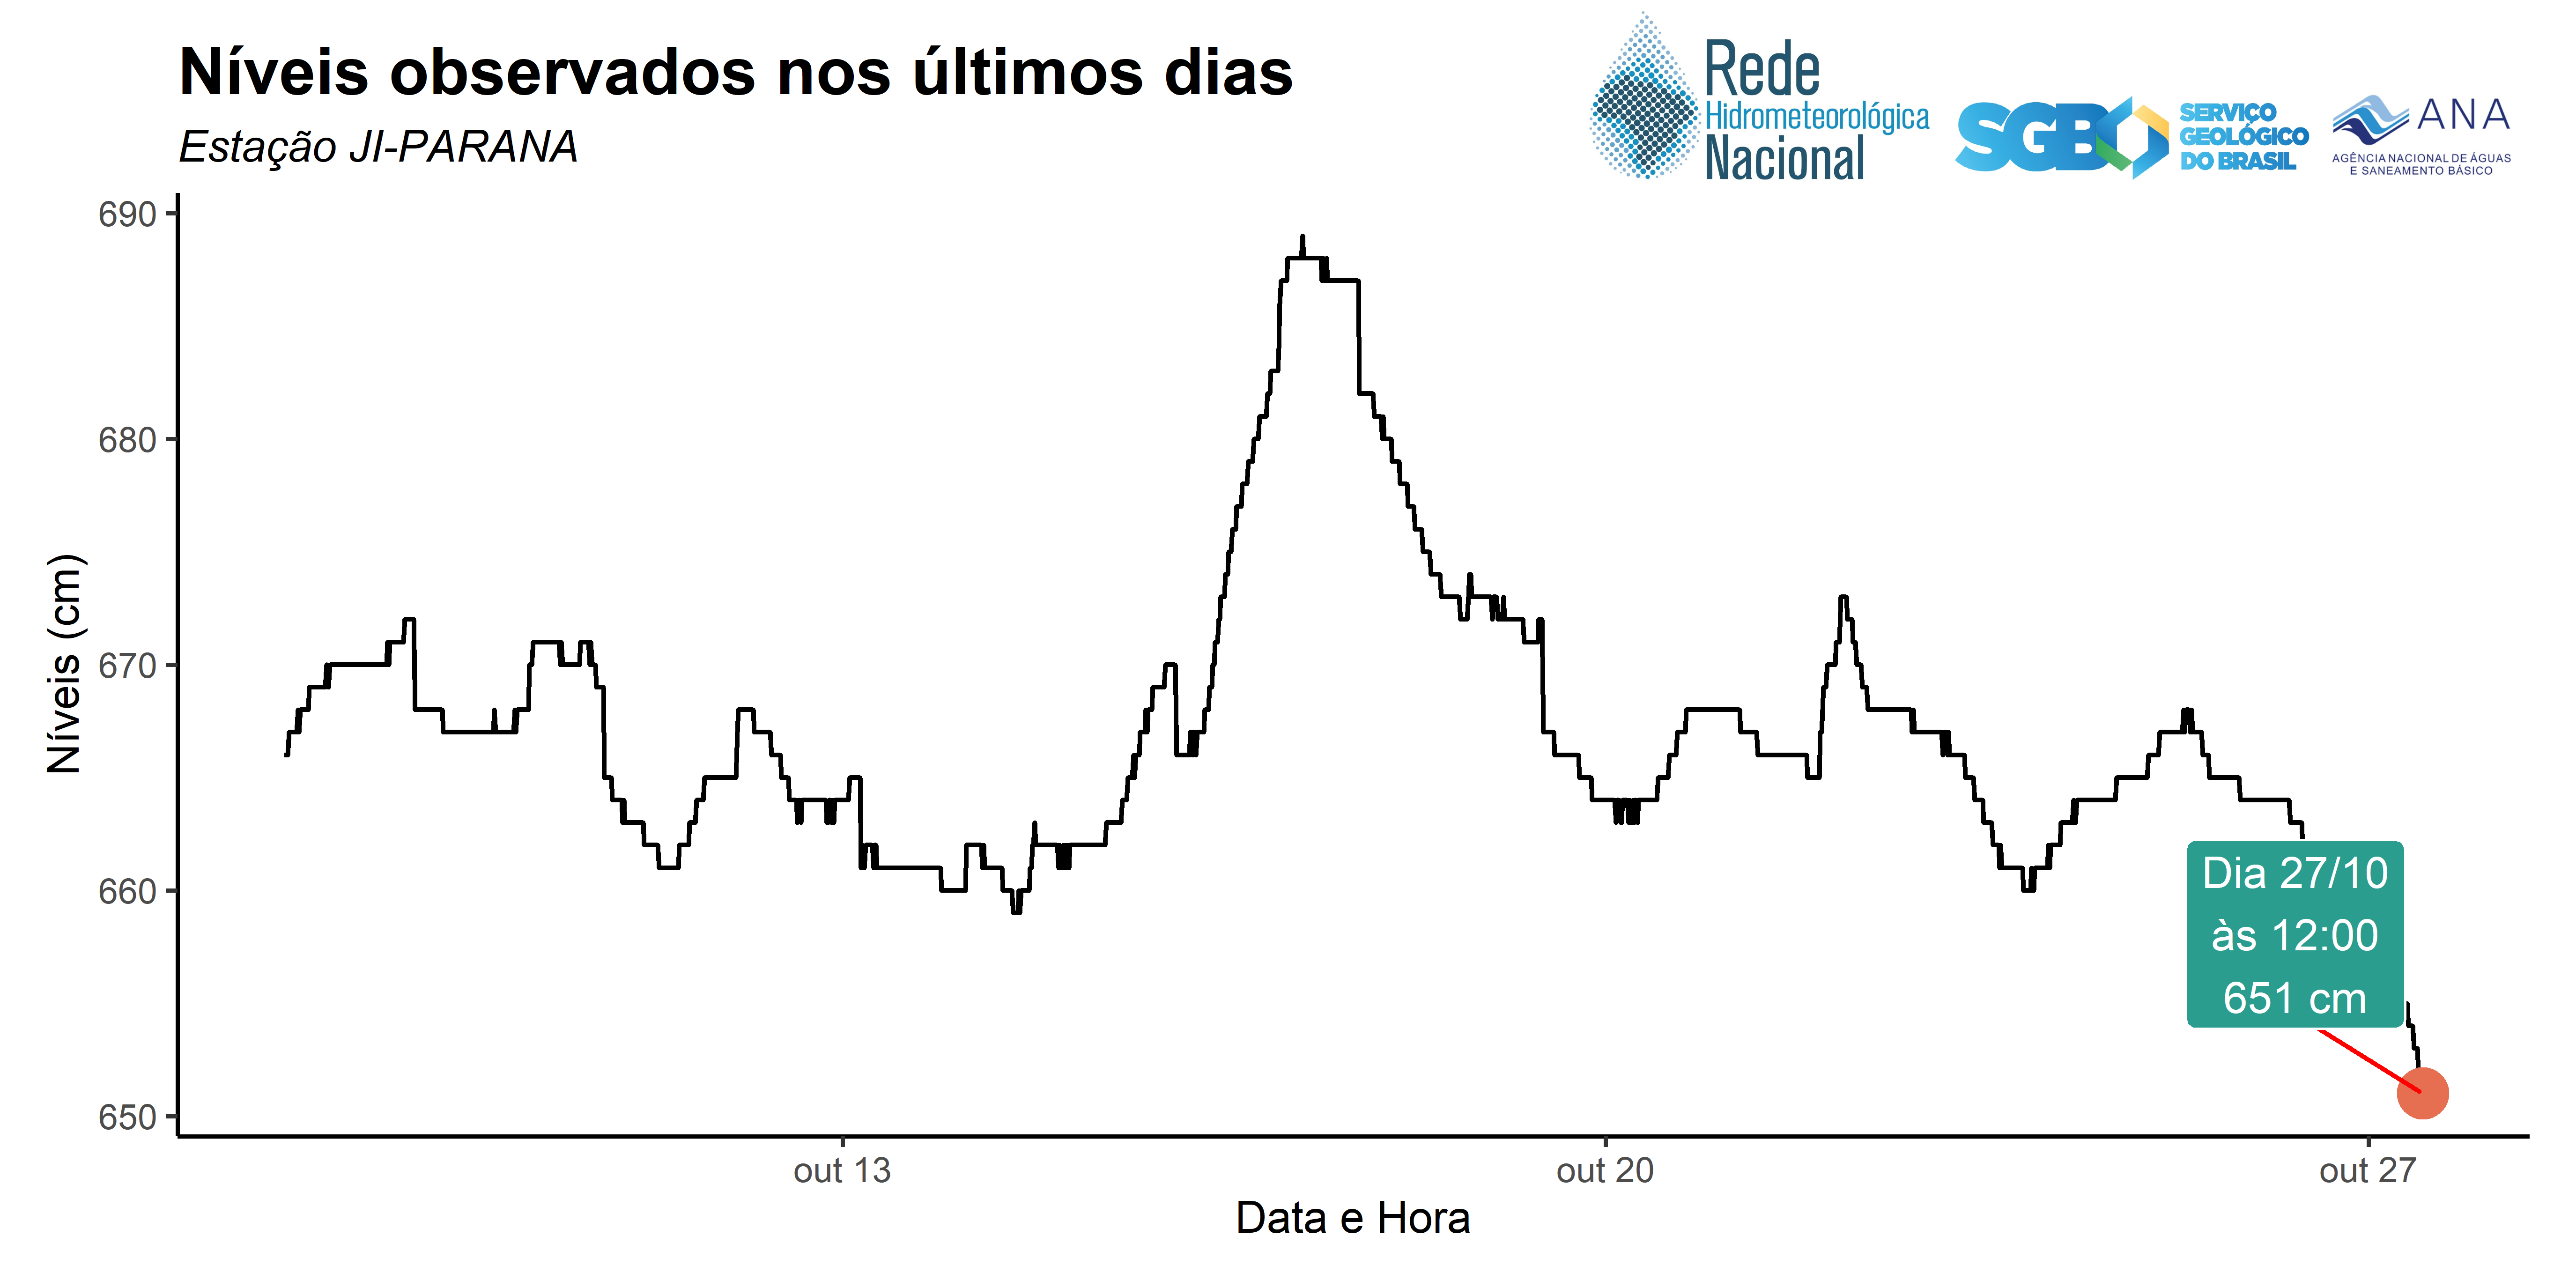 Níveis observados nos últimos dias
Estação JI-PARANA
Rede
Hidrometeorológica
Nacional
SGB
SERVIÇO
GEOLÓGICO
DO BRASIL
ANA
AGÊNCIA NACIONAL DE ÁGUAS
E SANEAMENTO BÁSICO
Níveis (cm)
690
680
670
660
650
Dia 27/10
às 12:00
651 cm
out 13
out 20
out 27
Data e Hora